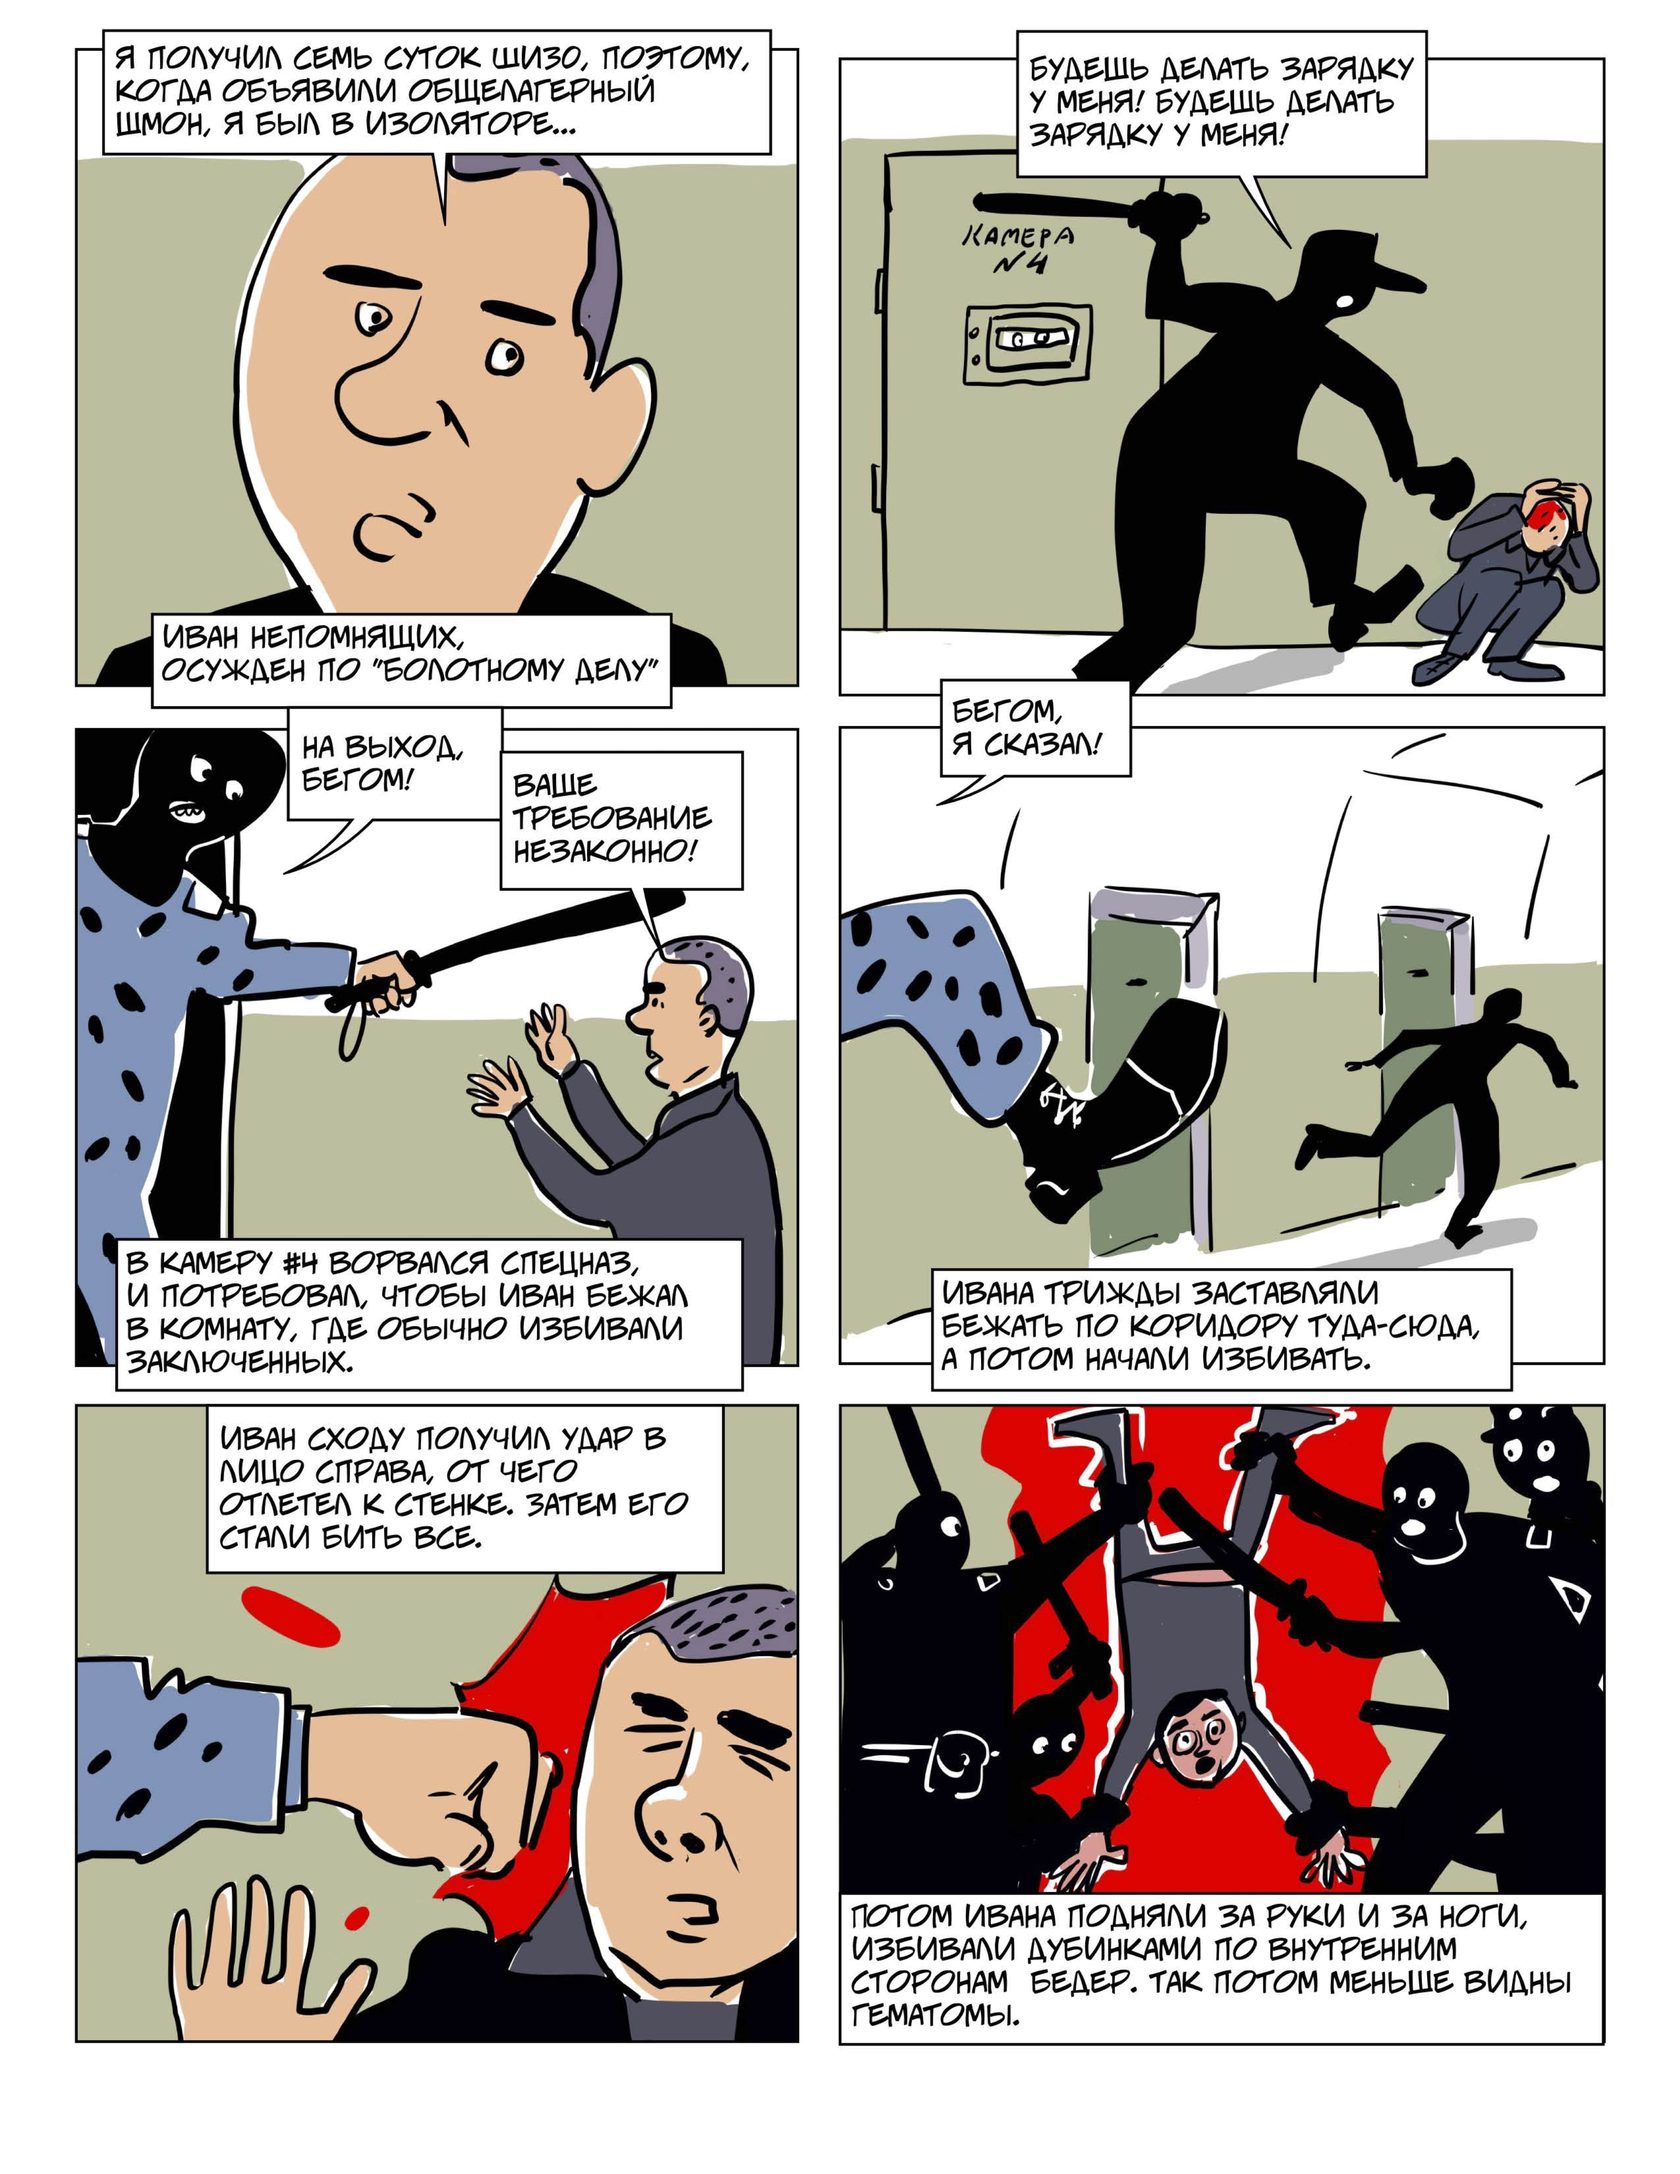 Я ПОЛУЧИЛ СЕМЬ СУТОК ШИЗО, ПОЭТОМУ,
КОГДА ОБЪЯВИЛИ ОБЩЕЛАГЕРНЫЙ
ШМОН, Я БЫЛ В ИЗОЛЯТОРЕ...
ИВАН НЕПОМНЯЩИХ,
ОСУЖДЕН ПО "БОЛОТНОМУ ДЕЛУ"
БУДЕШЬ ДЕЛАТЬ ЗАРЯДКУ
У МЕНЯ! БУДЕШЬ ДЕЛАТЬ
ЗАРЯДКУ У МЕНЯ!
КАМЕРА
№4
НА ВЫХОД,
БЕГОМ!
ВАШЕ
ТРЕБОВАНИЕ
НЕЗАКОННО!
В КАМЕРУ #4 ВОРВАЛСЯ СПЕЦНАЗ,
И ПОТРЕБОВАЛ, ЧТОБЫ ИВАН БЕЖАЛ
В КОМНАТУ, ГДЕ ОБЫЧНО ИЗБИВАЛИ
ЗАКЛЮЧЕННЫХ.
БЕГОМ,
Я СКАЗАЛ!
ИВАНА ТРИЖДЫ ЗАСТАВЛЯЛИ
БЕЖАТЬ ПО КОРИДОРУ ТУДА-СЮДА,
А ПОТОМ НАЧАЛИ ИЗБИВАТЬ.
ИВАН СХОДУ ПОЛУЧИЛ УДАР В
ЛИЦО СПРАВА, ОТ ЧЕГО
ОТЛЕТЕЛ К СТЕНКЕ. ЗАТЕМ ЕГО
СТАЛИ БИТЬ ВСЕ.
ПОТОМ ИВАНА ПОДНЯЛИ ЗА РУКИ И ЗА НОГИ,
ИЗБИВАЛИ ДУБИНКАМИ ПО ВНУТРЕННИМ
СТОРОНАМ БЕДЕР. ТАК ПОТОМ МЕНЬШЕ ВИДНЫ
ГЕМАТОМЫ.